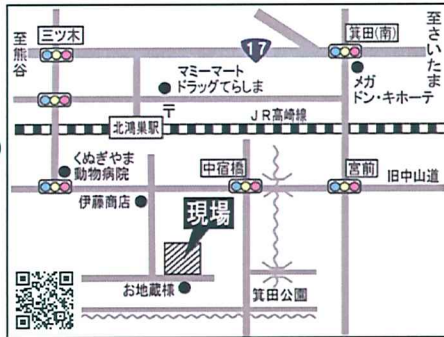 至熊谷
三ツ木
17
箕田(南)
至さいたま
マミーマート
ドラッグてらしま
〒
メガ
ドン・キホーテ
北鴻巣駅
JR高崎線
くぬぎやま
動物病院
中宿橋
宮前
旧中山道
伊藤商店
現場
お地蔵様
箕田公園